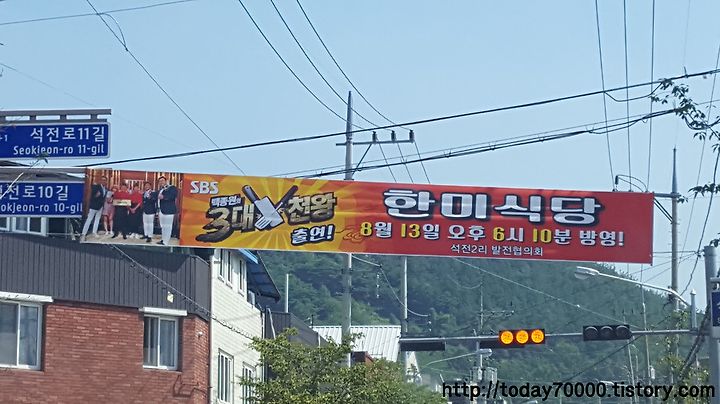 석전로11길
Seokjeon-ro 11-gil
석전로10길
Seokjeon-ro 10-gil
SBS
백종원의
3대천왕
출연!
한미식당
8월 13일 오후 6시 10분 방영!
석전2리 발전협의회
http://today70000.tistory.com